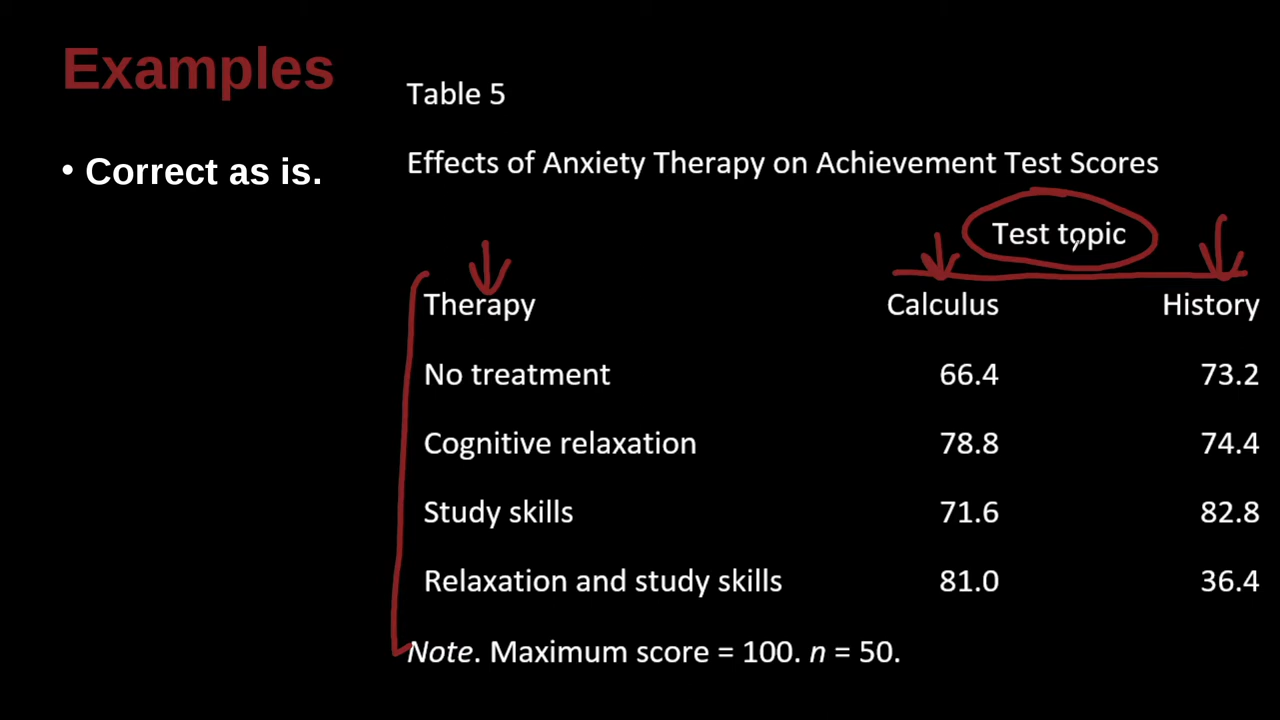 Examples
• Correct as is.
Table 5
Effects of Anxiety Therapy on Achievement Test Scores
Test topic
Therapy Calculus History
No treatment 66.4 73.2
Cognitive relaxation 78.8 74.4
Study skills 71.6 82.8
Relaxation and study skills 81.0 36.4
Note. Maximum score = 100. n = 50.